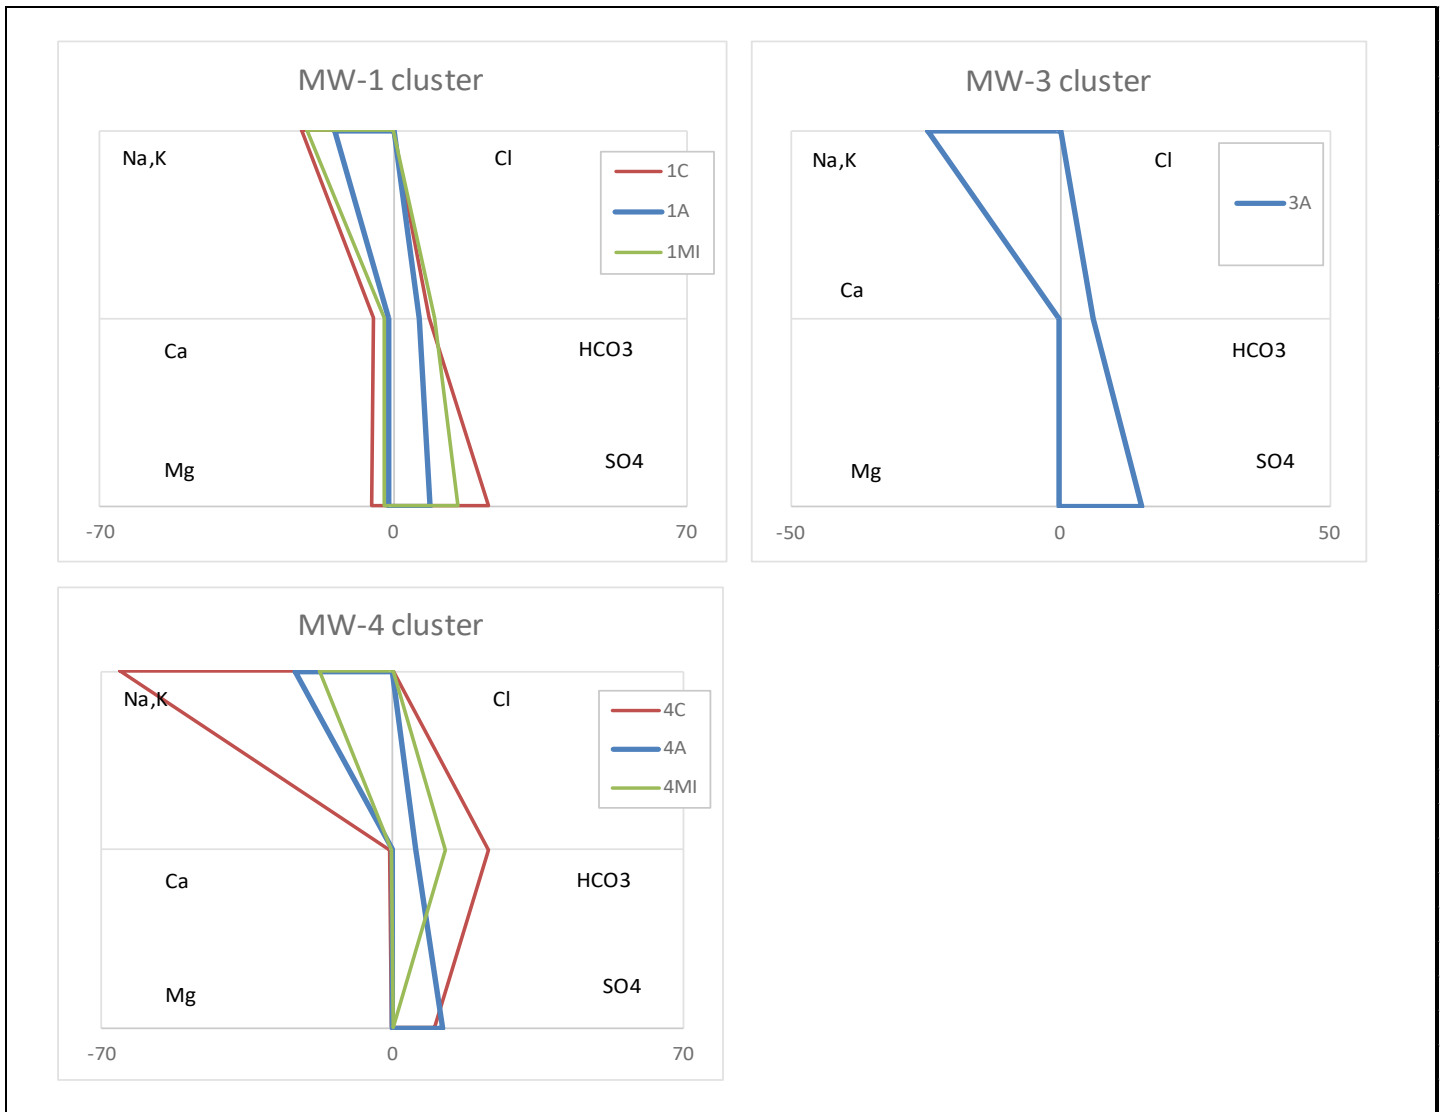 MW-1 cluster
Na,K
Cl
1C
1A
1MI
Ca
HCO3
Mg
SO4
-70
0
70
MW-3 cluster
Na,K
Cl
3A
Ca
HCO3
Mg
SO4
-50
0
50
MW-4 cluster
Na,K
Cl
4C
4A
4MI
Ca
HCO3
Mg
SO4
-70
0
70